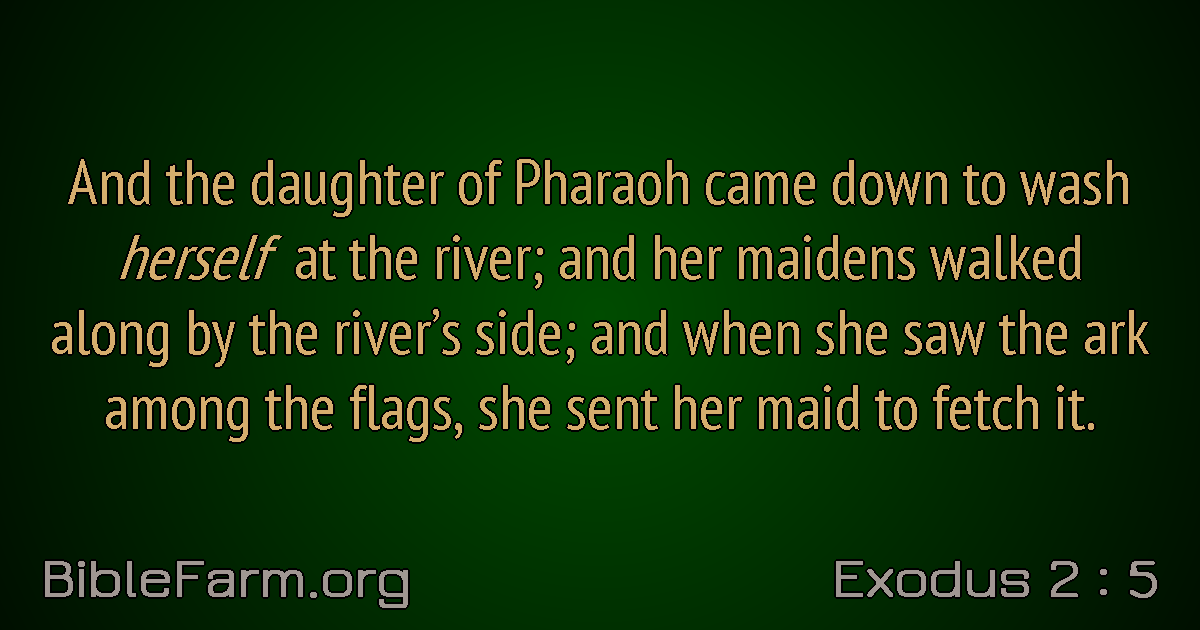 And the daughter of Pharaoh came down to wash
herself at the river; and her maidens walked
along by the river’s side; and when she saw the ark
among the flags, she sent her maid to fetch it.
BibleFarm.org
Exodus 2 : 5